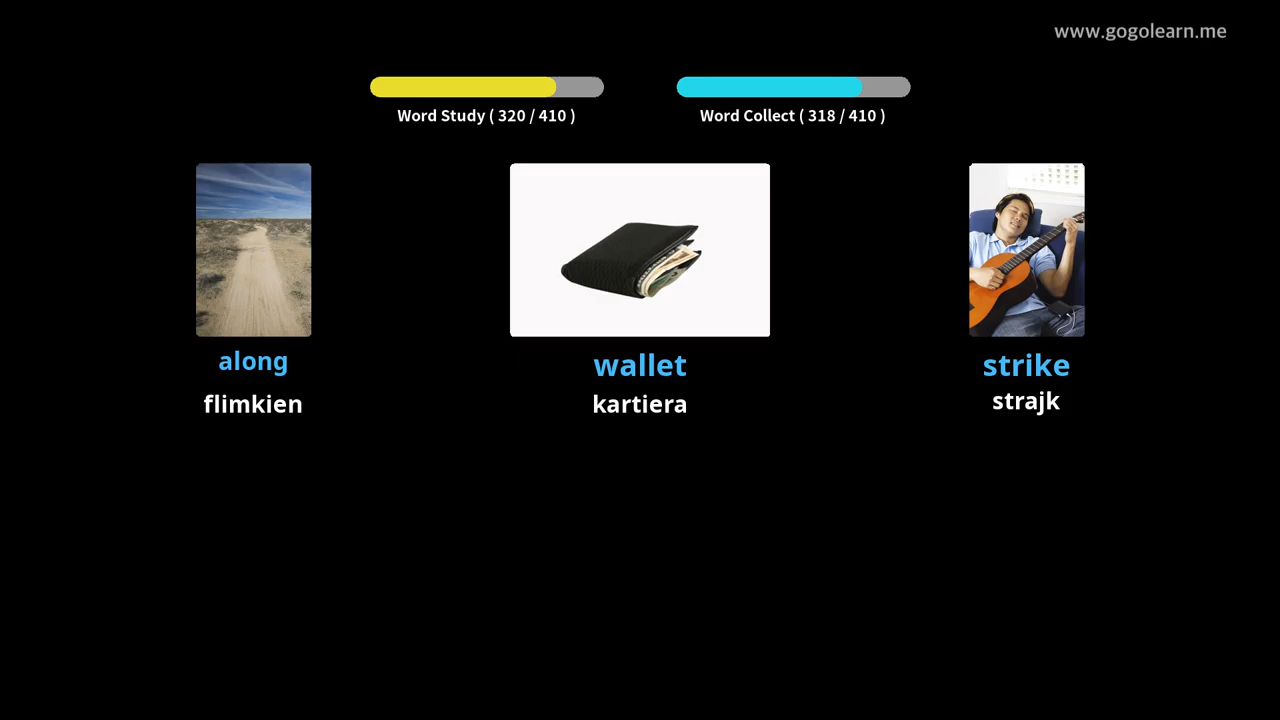 www.gogolearn.me
Word Study ( 320 / 410 )
Word Collect ( 318 / 410 )
along
flimkien
wallet
kartiera
strike
strajk